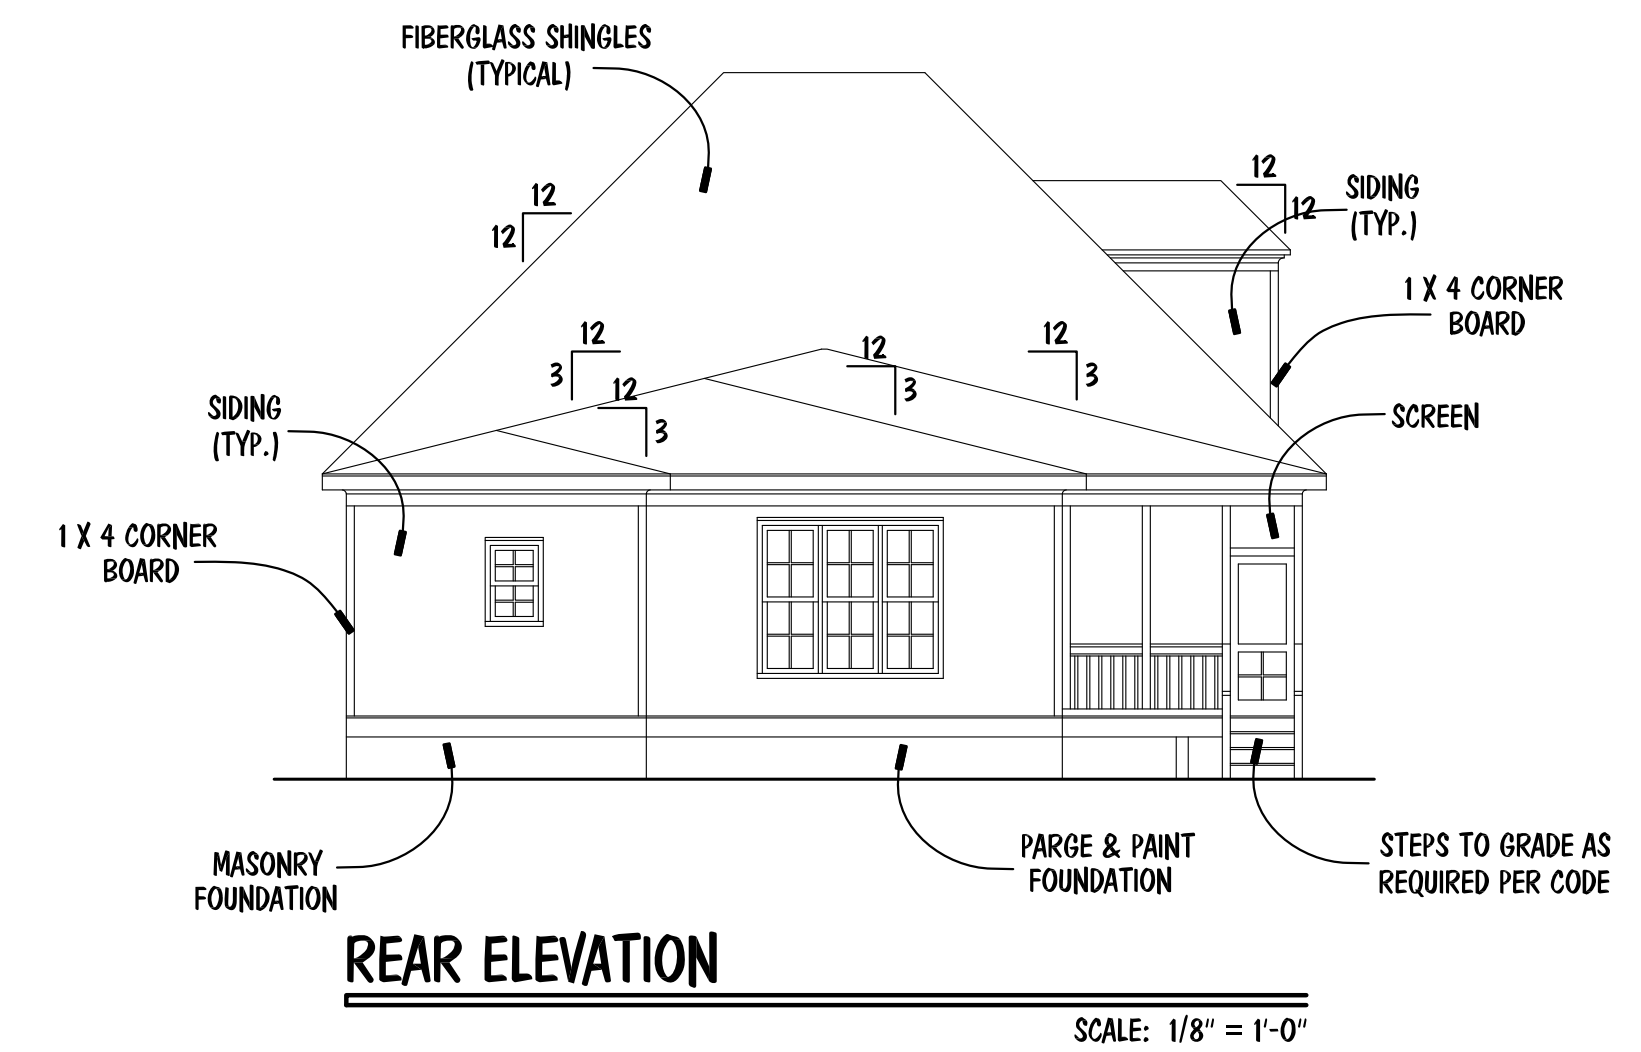 FIBERGLASS SHINGLES
(TYPICAL)
12
12
12
12
SIDING
(TYP.)
1 X 4 CORNER
BOARD
12
3
12
3
12
3
12
3
SIDING
(TYP.)
SCREEN
1 X 4 CORNER
BOARD
MASONRY
FOUNDATION
PARGE & PAINT
FOUNDATION
STEPS TO GRADE AS
REQUIRED PER CODE
REAR ELEVATION
SCALE: 1/8" = 1'-0"